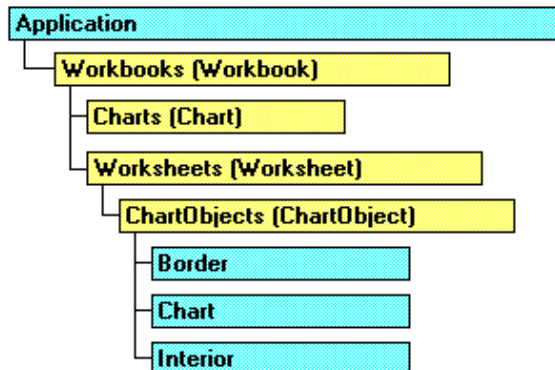 Application
Workbooks (Workbook)
Charts (Chart)
Worksheets (Worksheet)
ChartObjects (ChartObject)
Border
Chart
Interior